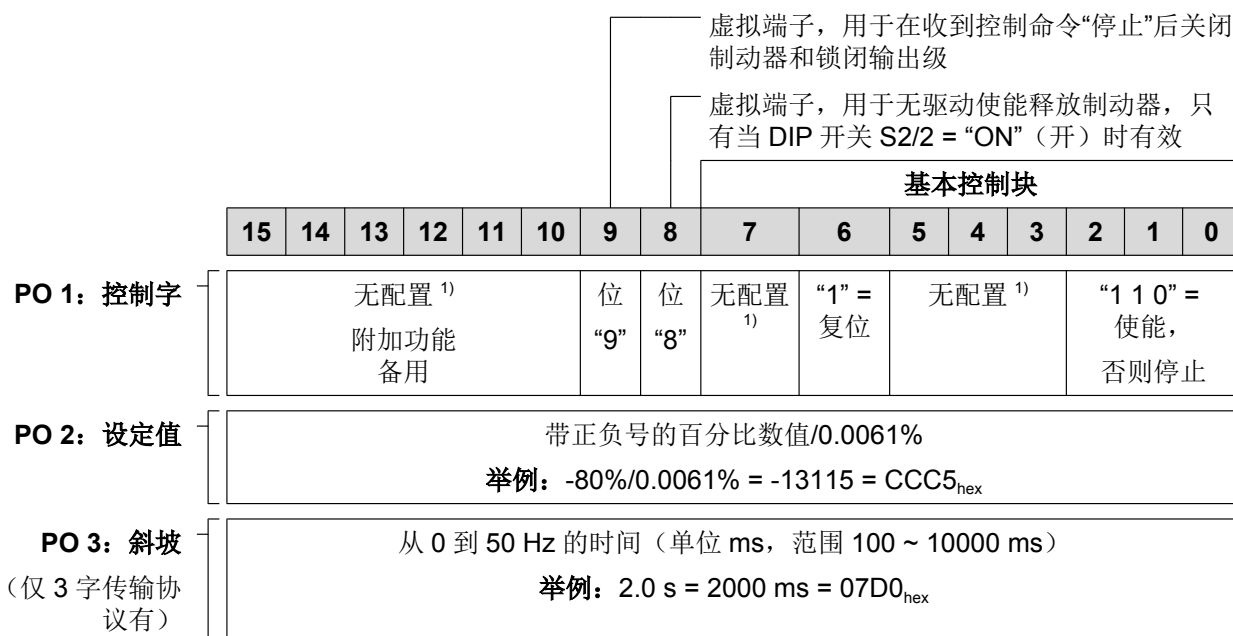 虚拟端子，用于在收到控制命令“停止”后关闭
制动器和锁闭输出级
虚拟端子，用于无驱动使能释放制动器，只
有当 DIP 开关 S2/2 = “ON”（开）时有效
基本控制块
15 14 13 12 11 10 9 8 7 6 5 4 3 2 1 0
PO 1：控制字
无配置 1)
附加功能
备用
位
“9”
位
“8”
无配置
1)
“1” =
复位
无配置 1)
“1 1 0” =
使能，
否则停止
PO 2：设定值
带正负号的百分比数值/0.0061%
举例：-80%/0.0061% = -13115 = CCC5hex
PO 3：斜坡
（仅 3 字传输协
议有）
从 0 到 50 Hz 的时间（单位 ms，范围 100 ~ 10000 ms）
举例：2.0 s = 2000 ms = 07D0hex